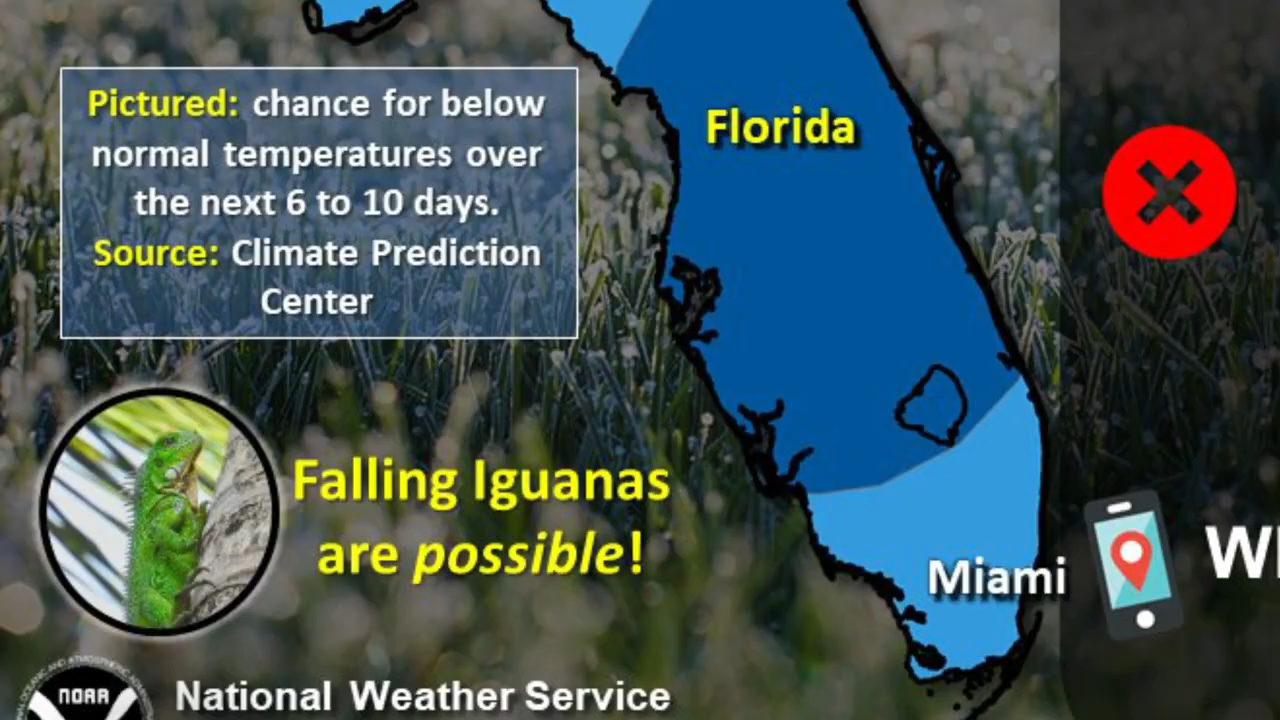 Pictured: chance for below
normal temperatures over
the next 6 to 10 days.
Source: Climate Prediction
Center
Florida
Falling Iguanas
are possible!
Miami
NOAA
National Weather Service